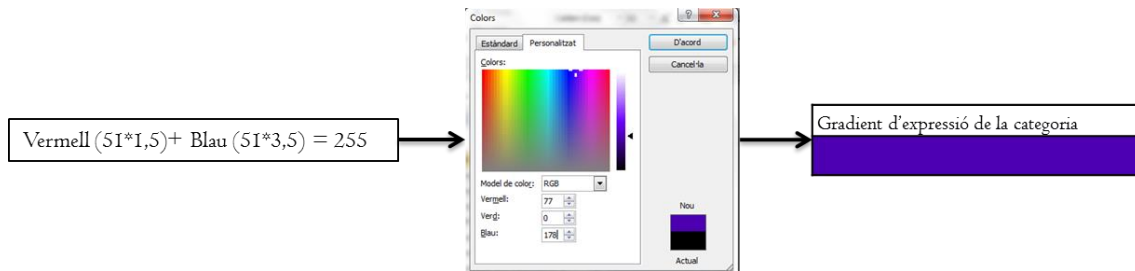 Vermell (51*1,5)+ Blau (51*3,5) = 255
Colors
Estàndard Personalitzat
D'acord
Cancel·la
Colors:
Model de color: RGB
Vermell: 77
Verd: 0
Blau: 178
Nou
Actual
Gradient d'expressió de la categoria